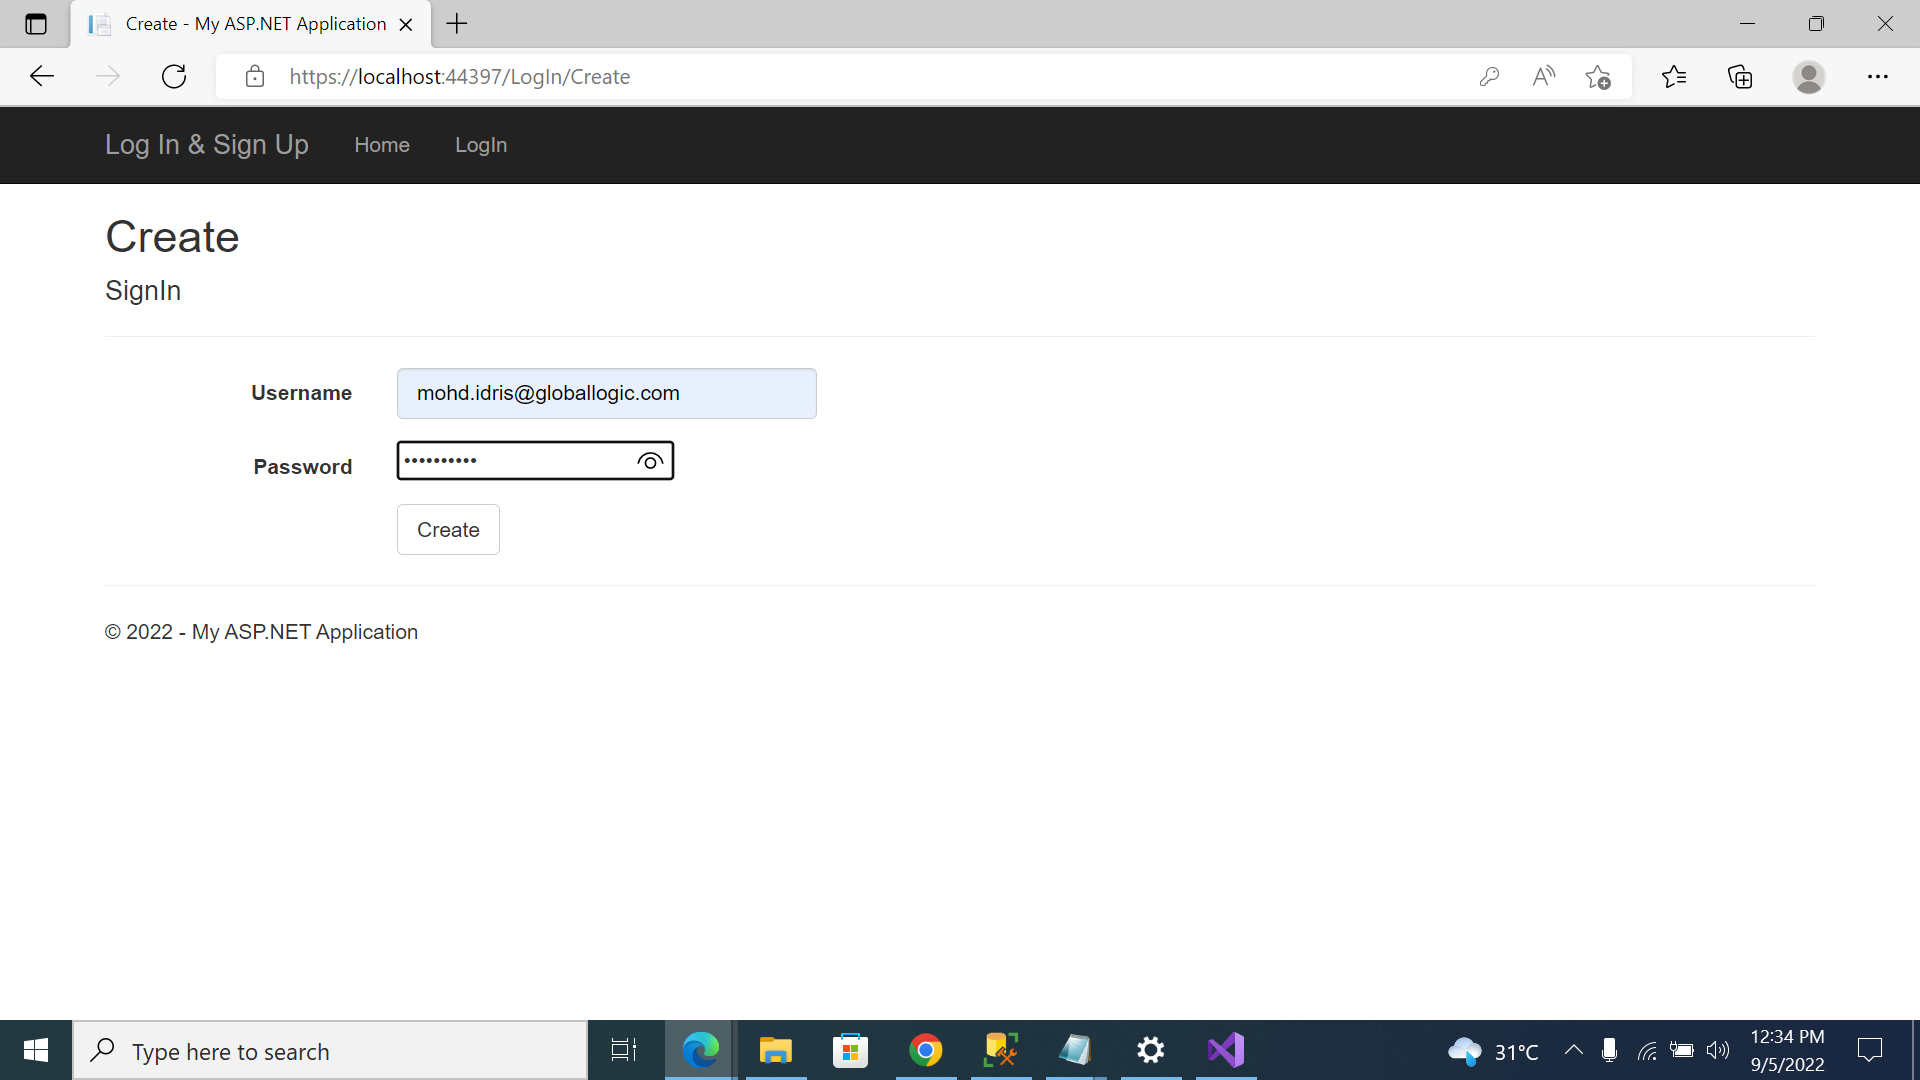 Create - My ASP.NET Application
https://localhost:44397/LogIn/Create
Log In & Sign Up Home LogIn
Create
SignIn
Username mohd.idris@globallogic.com
Password ••••••••••
Create
© 2022 - My ASP.NET Application
Type here to search
31°C
12:34 PM
9/5/2022